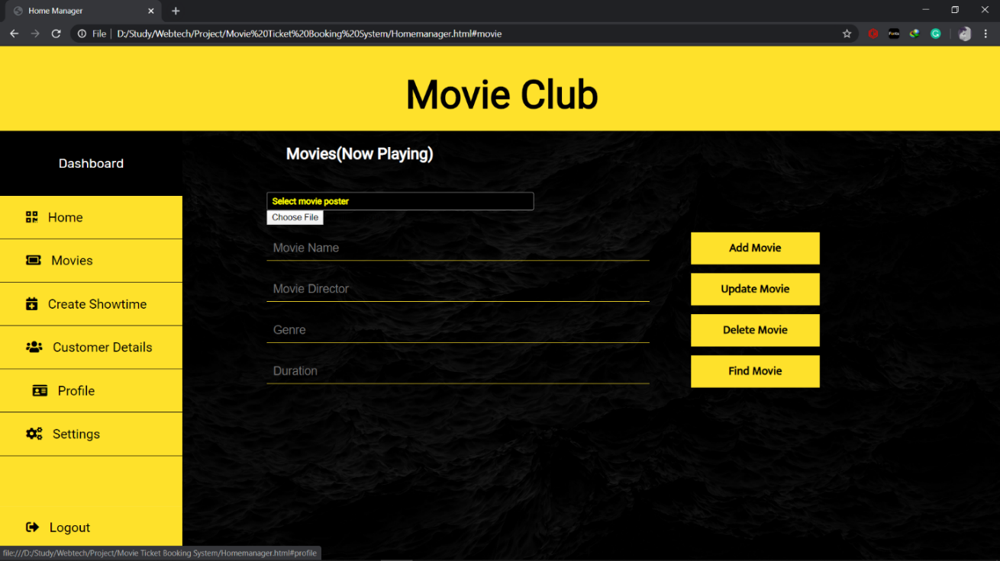 Home Manager
File
D:/Study/Webtech/Project/Movie%20Ticket%20Booking%20System/Homemanager.html#movie
Movie Club
Dashboard
Home
Movies
Create Showtime
Customer Details
Profile
Settings
Logout
Movies(Now Playing)
Select movie poster
Choose File
Movie Name
Movie Director
Genre
Duration
Add Movie
Update Movie
Delete Movie
Find Movie
file:///D:/Study/Webtech/Project/Movie Ticket Booking System/Homemanager.html#profile